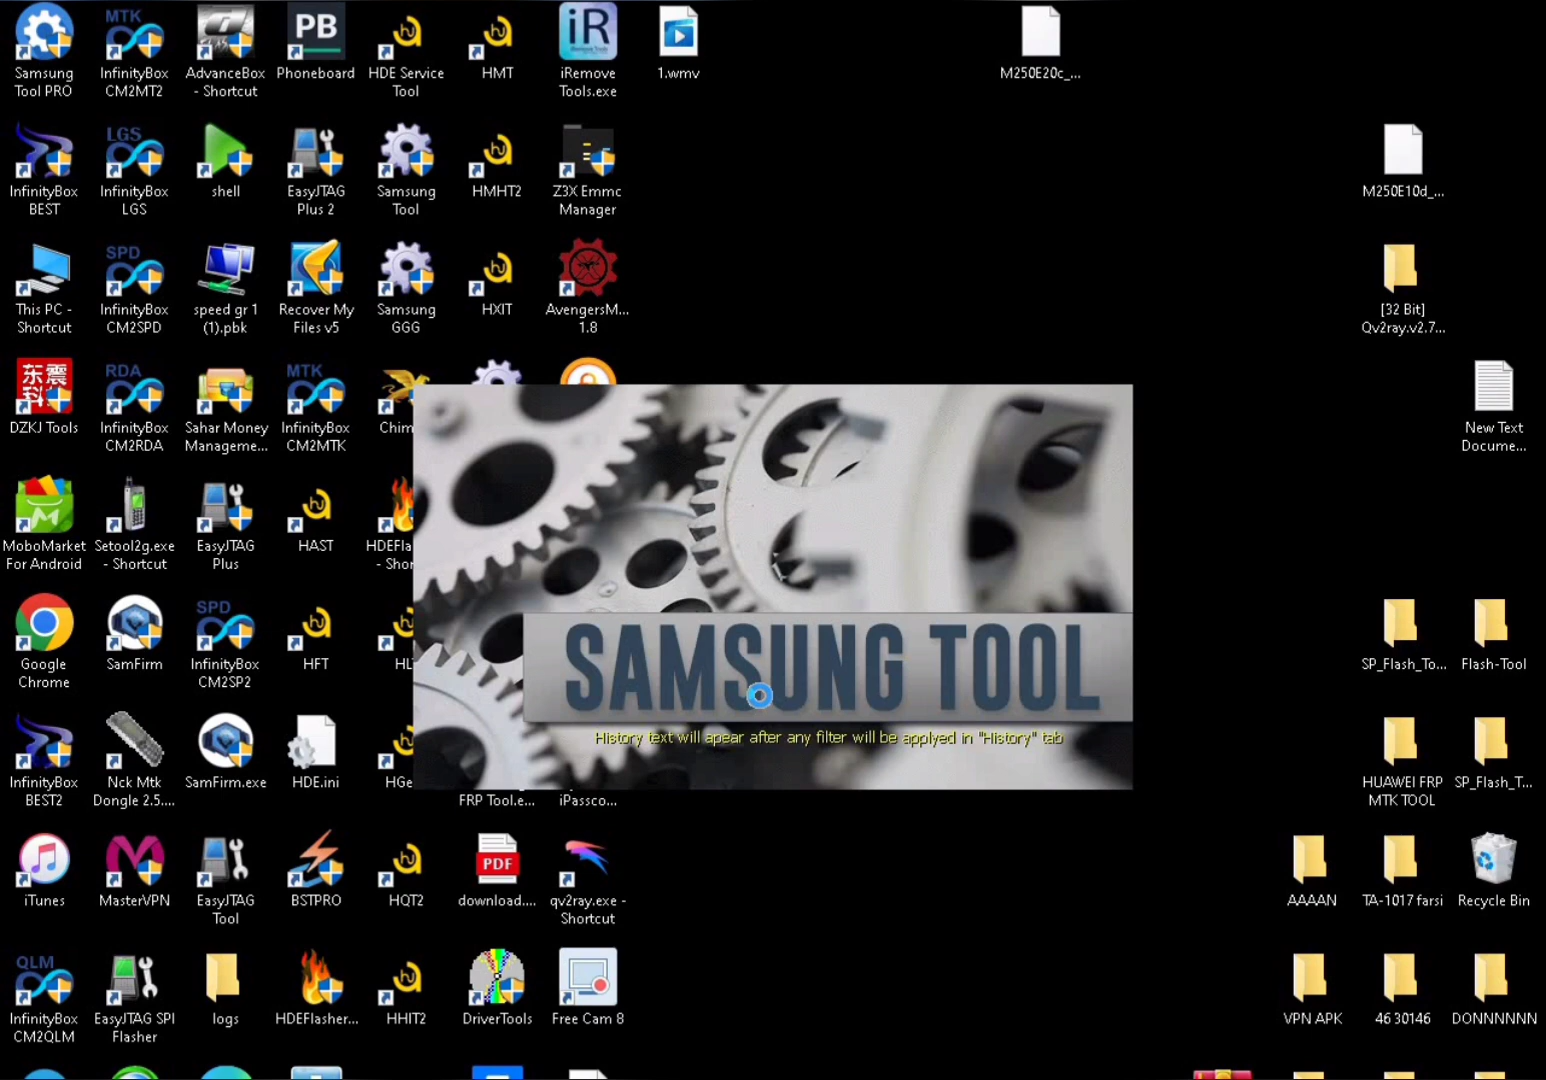 Samsung
Tool PRO
MTK
InfinityBox
CM2MT2
AdvanceBox
- Shortcut
PB
Phoneboard
HDE Service
Tool
HMT
iR
iRemove
Tools.exe
1.wmv
M250E20c_...
InfinityBox
BEST
LGS
InfinityBox
LGS
shell
EasyJTAG
Plus 2
Samsung
Tool
HMHT2
Z3X Emmc
Manager
M250E10d_...
This PC -
Shortcut
SPD
InfinityBox
CM2SPD
speed gr 1
(1).pbk
Recover My
Files v5
Samsung
GGG
HXIT
AvengersM...
1.8
[32 Bit]
Qv2ray.v2.7...
东震
科
DZKJ Tools
RDA
InfinityBox
CM2RDA
Sahar Money
Manageme...
MTK
InfinityBox
CM2MTK
Chim
New Text
Docume...
MoboMarket
For Android
Setool2g.exe
- Shortcut
EasyJTAG
Plus
HAST
HDEFla
- Shor
Google
Chrome
SamFirm
SPD
InfinityBox
CM2SP2
HFT
HL
SAMSUNG TOOL
History text will apear after any filter will be applyed in "History" tab
SP_Flash_To...
Flash-Tool
InfinityBox
BEST2
Nck Mtk
Dongle 2.5....
SamFirm.exe
HDE.ini
HGe
FRP Tool.e...
iPassco...
HUAWEI FRP
MTK TOOL
SP_Flash_T...
iTunes
MasterVPN
EasyJTAG
Tool
BSTPRO
HQT2
PDF
download....
qv2ray.exe -
Shortcut
AAAAN
TA-1017 farsi
Recycle Bin
QLM
InfinityBox
CM2QLM
EasyJTAG SPI
Flasher
logs
HDEFlasher...
HHIT2
DriverTools
Free Cam 8
VPN APK
46 30146
DONNNNNN